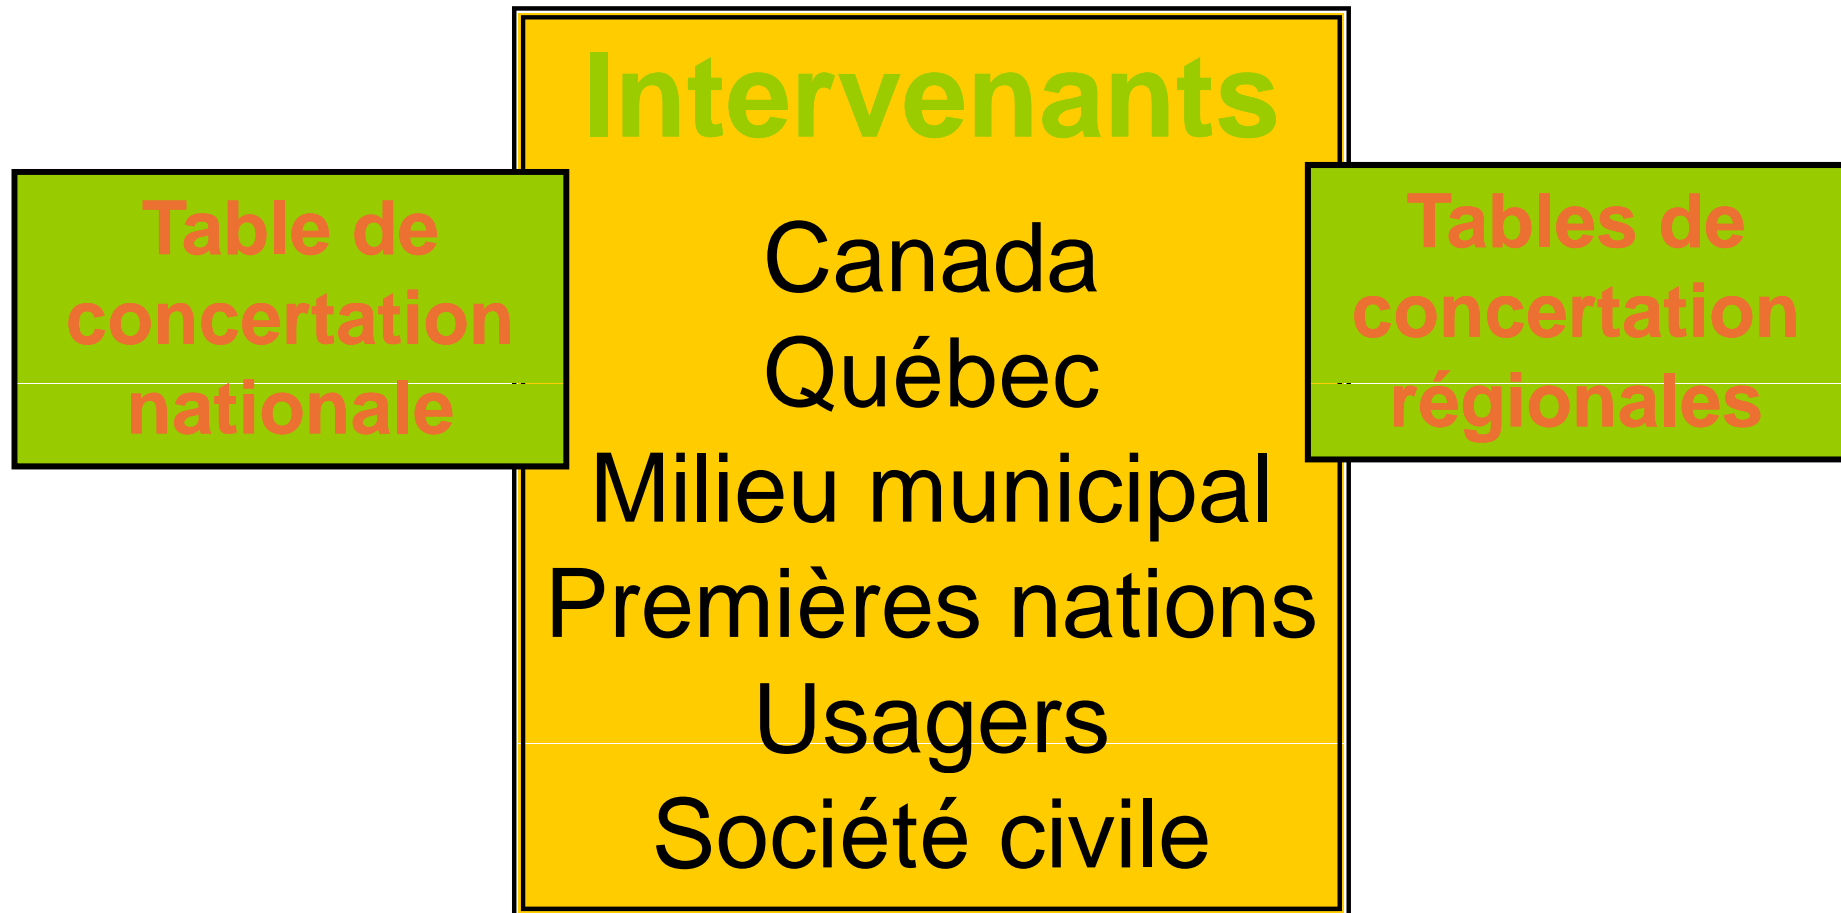 Intervenants
Table de
concertation
nationale
Canada
Québec
Milieu municipal
Premières nations
Usagers
Société civile
Tables de
concertation
régionales